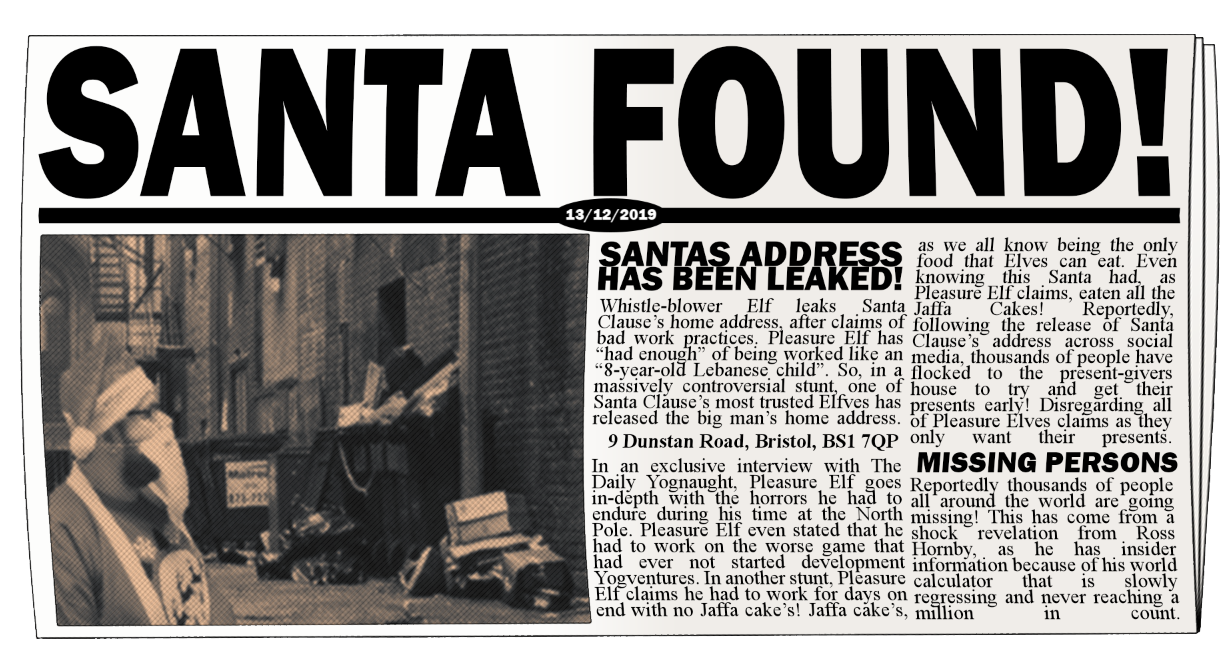 SANTA FOUND!
13/12/2019
SANTAS ADDRESS
HAS BEEN LEAKED!
Whistle-blower Elf leaks Santa
Clause's home address, after claims of
bad work practices. Pleasure Elf has
“had enough” of being worked like an
“8-year-old Lebanese child”. So, in a
massively controversial stunt, one of
Santa Clause's most trusted Elfves has
released the big man's home address.
9 Dunstan Road, Bristol, BS1 7QP
In an exclusive interview with The
Daily Yognaught, Pleasure Elf goes
in-depth with the horrors he had to
endure during his time at the North
Pole. Pleasure Elf even stated that he
had to work on the worse game that
had ever not started development
Yogventures. In another stunt, Pleasure
Elf claims he had to work for days on
end with no Jaffa cake's! Jaffa cake's,
as we all know being the only
food that Elves can eat. Even
knowing this Santa had, as
Pleasure Elf claims, eaten all the
Jaffa Cakes! Reportedly,
following the release of Santa
Clause's address across social
media, thousands of people have
flocked to the present-givers
house to try and get their
presents early! Disregarding all
of Pleasure Elves claims as they
only want their presents.
MISSING PERSONS
Reportedly thousands of people
all around the world are going
missing! This has come from a
shock revelation from Ross
Hornby, as he has insider
information because of his world
calculator that is slowly
regressing and never reaching a
million in count.